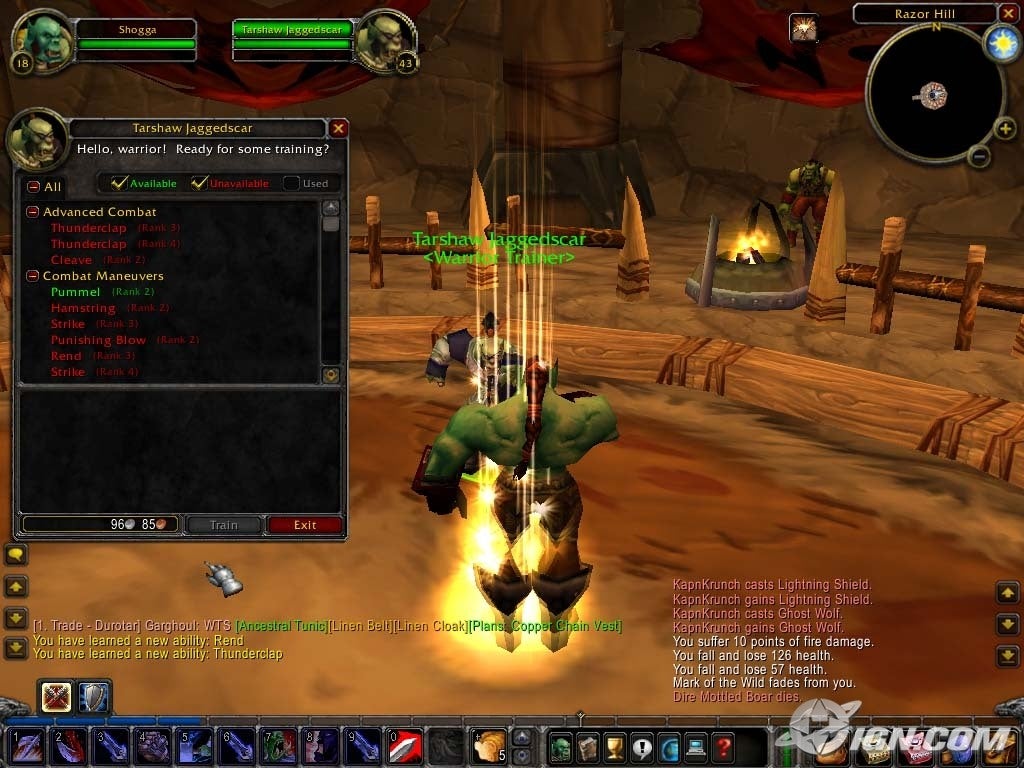 Shogga
18
Tarshaw Jaggedscar
43
Razor Hill
N
Tarshaw Jaggedscar
Hello, warrior! Ready for some training?
All
Available
Unavailable
Used
Advanced Combat
Thunderclap (Rank 3)
Thunderclap (Rank 4)
Cleave (Rank 2)
Combat Maneuvers
Pummel (Rank 2)
Hamstring (Rank 2)
Strike (Rank 3)
Punishing Blow (Rank 2)
Rend (Rank 3)
Strike (Rank 4)
96 85
Train
Exit
Tarshaw Jaggedscar
<Warrior Trainer>
[1. Trade - Durotar] Garghoul: WTS [Ancestral Tunic][Linen Belt][Linen Cloak][Plans: Copper Chain Vest]
You have learned a new ability: Rend
You have learned a new ability: Thunderclap
KapnKrunch casts Lightning Shield.
KapnKrunch gains Lightning Shield.
KapnKrunch casts Ghost Wolf.
KapnKrunch gains Ghost Wolf.
You suffer 10 points of fire damage.
You fall and lose 126 health.
You fall and lose 57 health.
Mark of the Wild fades from you.
Dire Mottled Boar dies.
1 2 3 4 5 6 7 8 9 0
5
IGN.COM